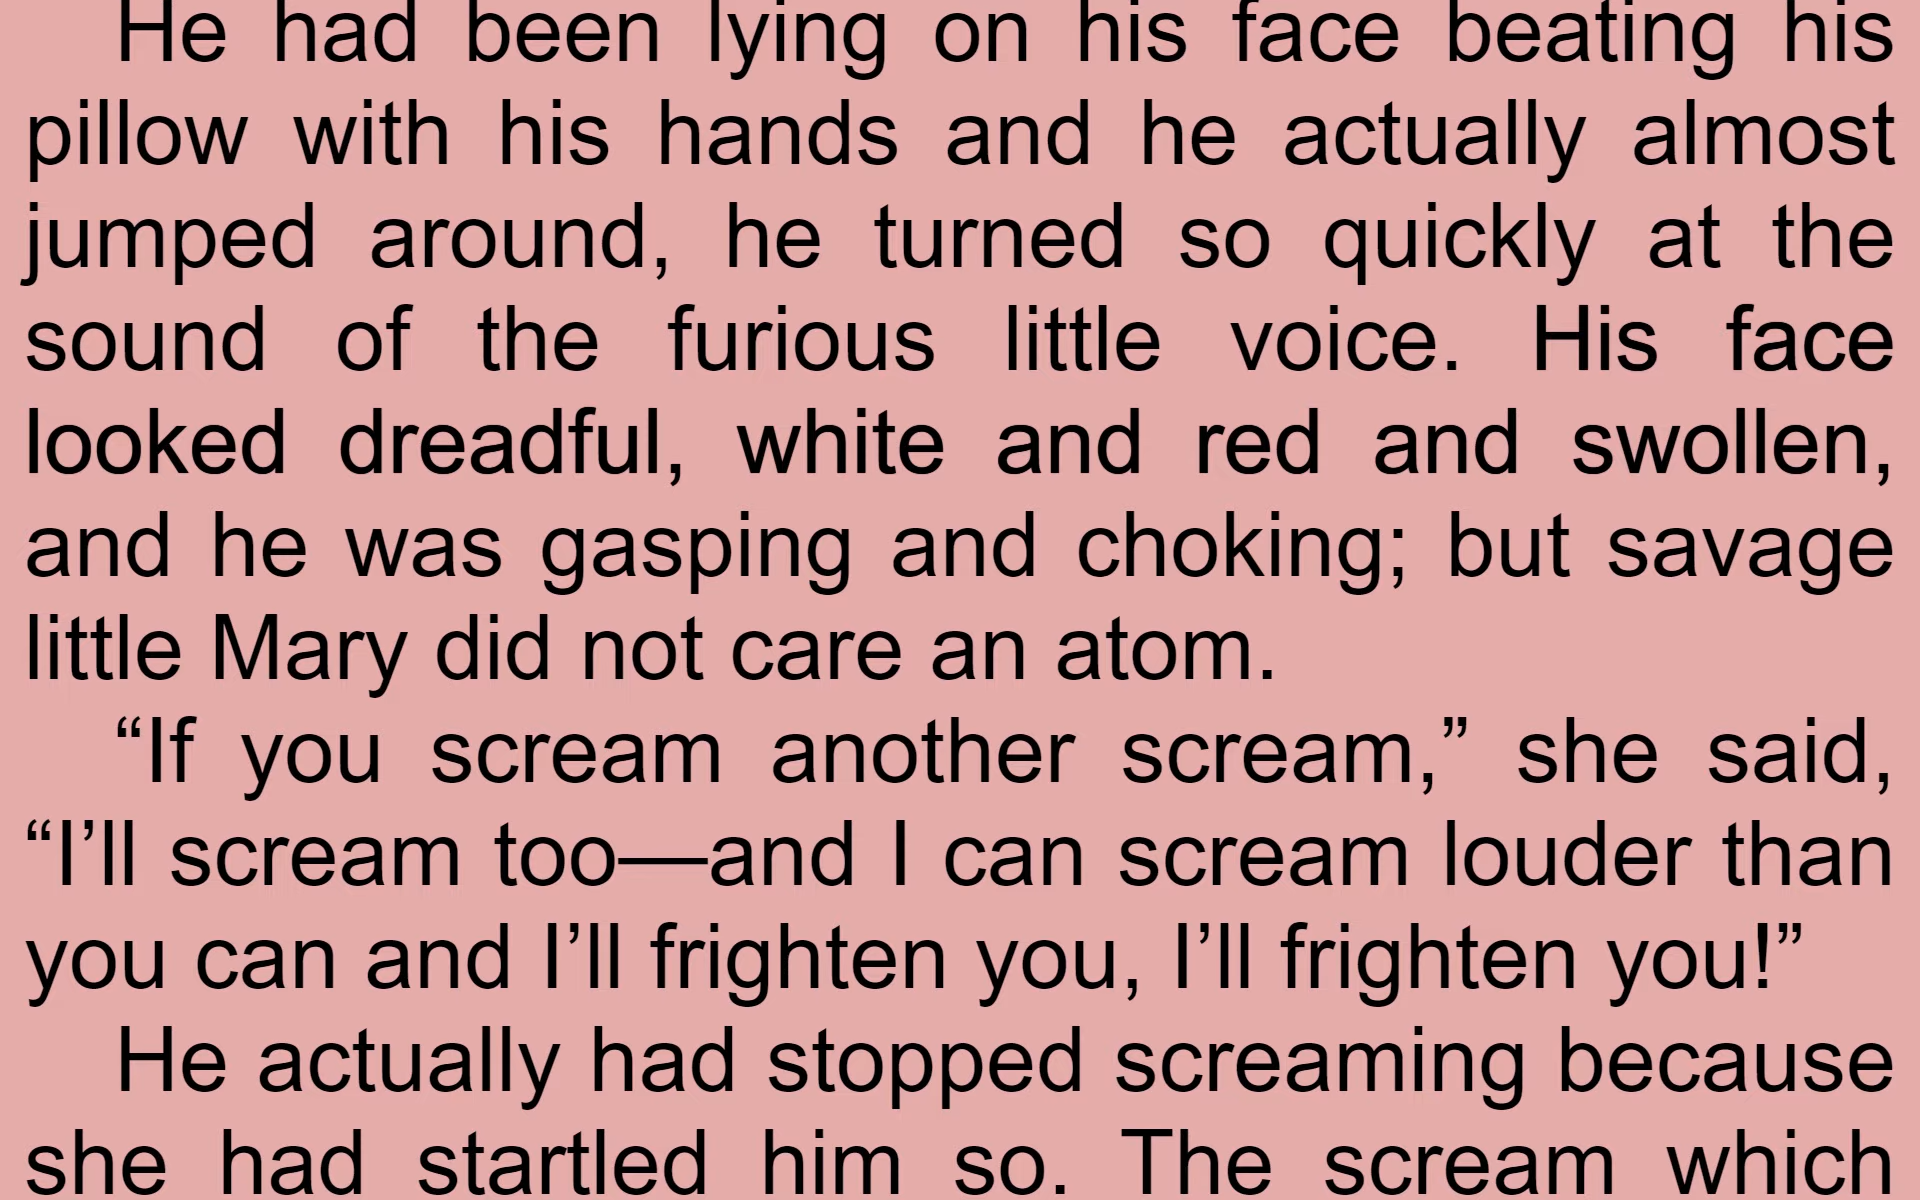 He had been lying on his face beating his
pillow with his hands and he actually almost
jumped around, he turned so quickly at the
sound of the furious little voice. His face
looked dreadful, white and red and swollen,
and he was gasping and choking; but savage
little Mary did not care an atom.
“If you scream another scream,” she said,
“I’ll scream too—and I can scream louder than
you can and I’ll frighten you, I’ll frighten you!”
He actually had stopped screaming because
she had startled him so. The scream which